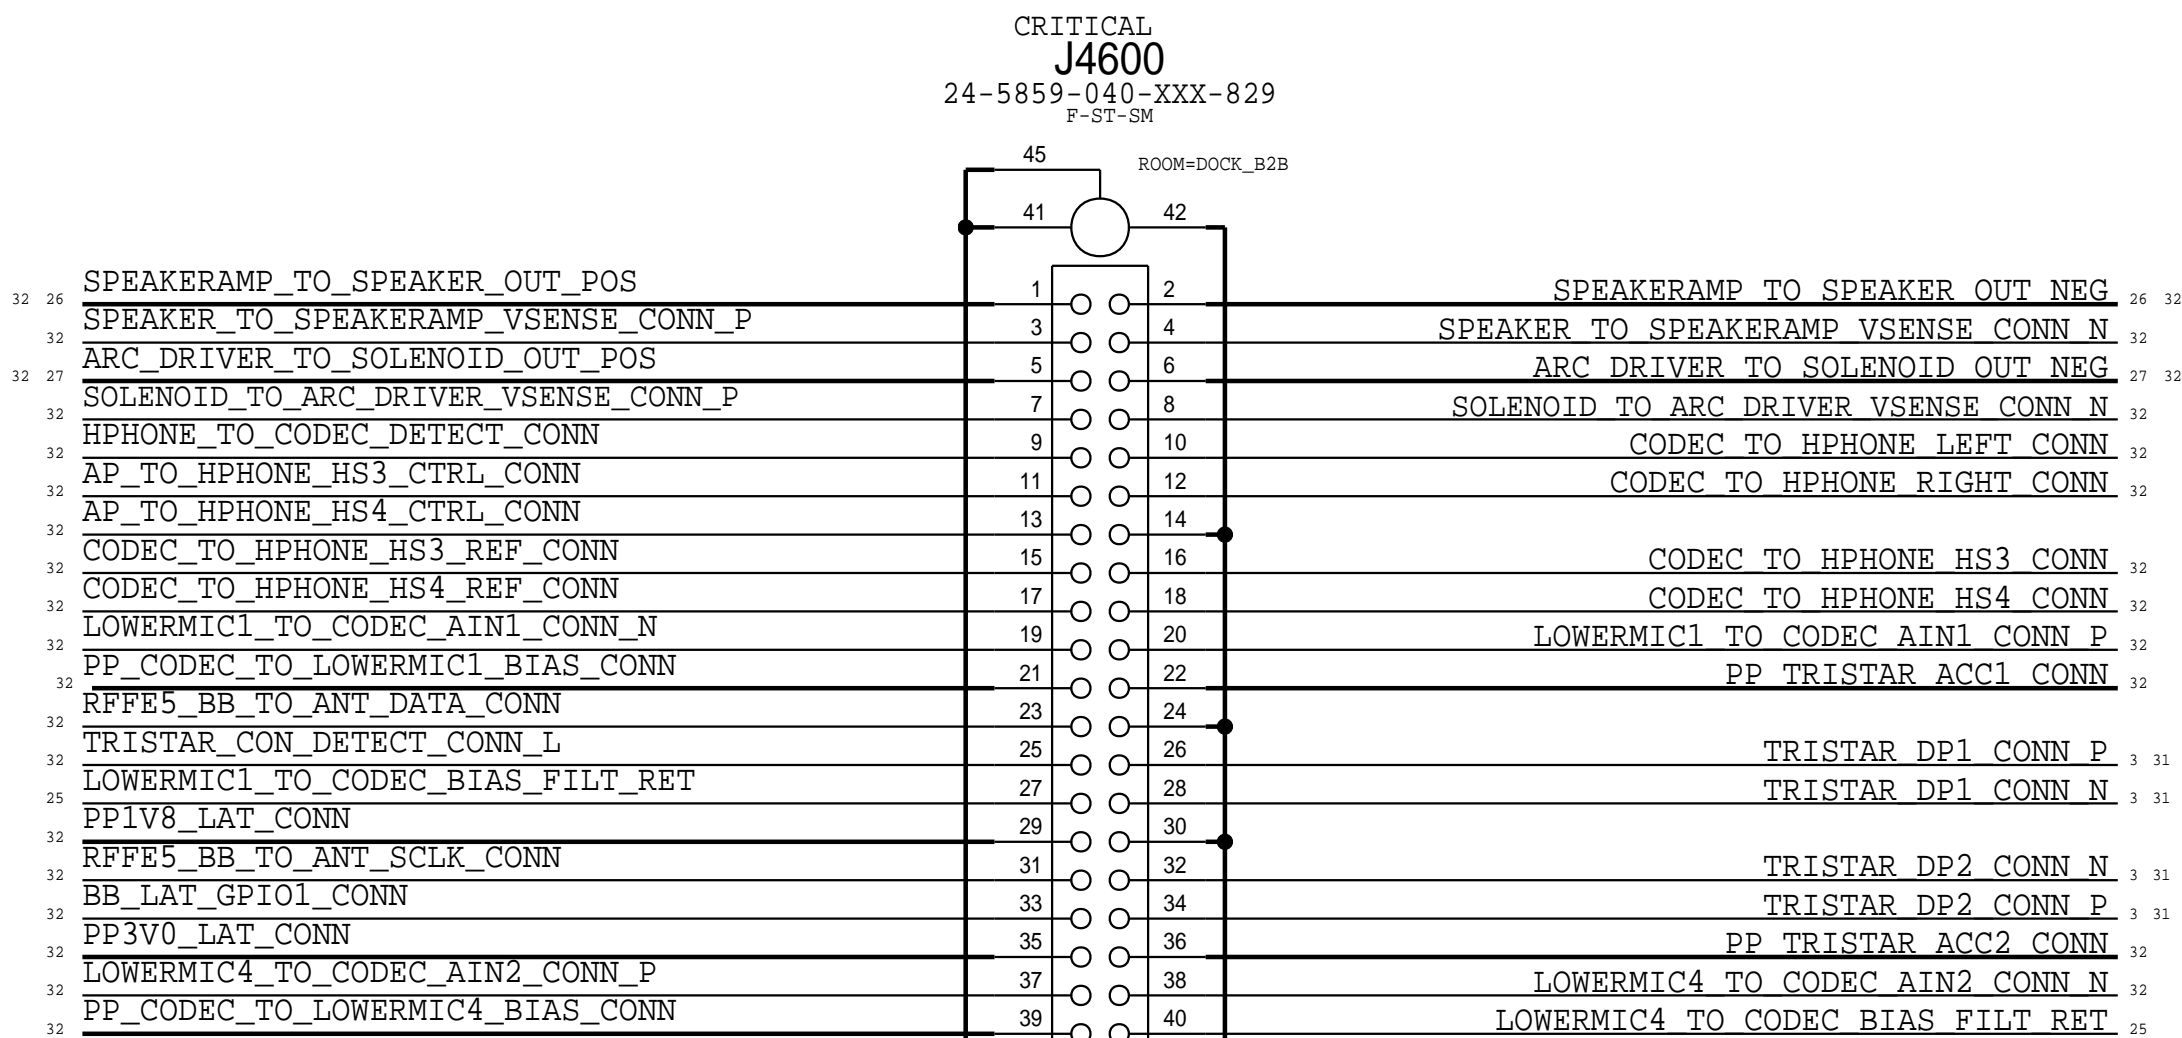 CRITICAL
J4600
24-5859-040-XXX-829
F-ST-SM
45 ROOM=DOCK_B2B
41 42
32 26 SPEAKERAMP_TO_SPEAKER_OUT_POS 1 2 SPEAKERAMP_TO_SPEAKER_OUT_NEG 26 32
32 SPEAKER_TO_SPEAKERAMP_VSENSE_CONN_P 3 4 SPEAKER_TO_SPEAKERAMP_VSENSE_CONN_N 32
32 27 ARC_DRIVER_TO_SOLENOID_OUT_POS 5 6 ARC_DRIVER_TO_SOLENOID_OUT_NEG 27 32
32 SOLENOID_TO_ARC_DRIVER_VSENSE_CONN_P 7 8 SOLENOID_TO_ARC_DRIVER_VSENSE_CONN_N 32
32 HPHONE_TO_CODEC_DETECT_CONN 9 10 CODEC_TO_HPHONE_LEFT_CONN 32
32 AP_TO_HPHONE_HS3_CTRL_CONN 11 12 CODEC_TO_HPHONE_RIGHT_CONN 32
32 AP_TO_HPHONE_HS4_CTRL_CONN 13 14
32 CODEC_TO_HPHONE_HS3_REF_CONN 15 16 CODEC_TO_HPHONE_HS3_CONN 32
32 CODEC_TO_HPHONE_HS4_REF_CONN 17 18 CODEC_TO_HPHONE_HS4_CONN 32
32 LOWERMIC1_TO_CODEC_AIN1_CONN_N 19 20 LOWERMIC1_TO_CODEC_AIN1_CONN_P 32
32 PP_CODEC_TO_LOWERMIC1_BIAS_CONN 21 22 PP_TRISTAR_ACC1_CONN 32
32 RFFE5_BB_TO_ANT_DATA_CONN 23 24
32 TRISTAR_CON_DETECT_CONN_L 25 26 TRISTAR_DP1_CONN_P 3 31
25 LOWERMIC1_TO_CODEC_BIAS_FILT_RET 27 28 TRISTAR_DP1_CONN_N 3 31
32 PP1V8_LAT_CONN 29 30
32 RFFE5_BB_TO_ANT_SCLK_CONN 31 32 TRISTAR_DP2_CONN_N 3 31
32 BB_LAT_GPIO1_CONN 33 34 TRISTAR_DP2_CONN_P 3 31
32 PP3V0_LAT_CONN 35 36 PP_TRISTAR_ACC2_CONN 32
32 LOWERMIC4_TO_CODEC_AIN2_CONN_P 37 38 LOWERMIC4_TO_CODEC_AIN2_CONN_N 32
32 PP_CODEC_TO_LOWERMIC4_BIAS_CONN 39 40 LOWERMIC4_TO_CODEC_BIAS_FILT_RET 25